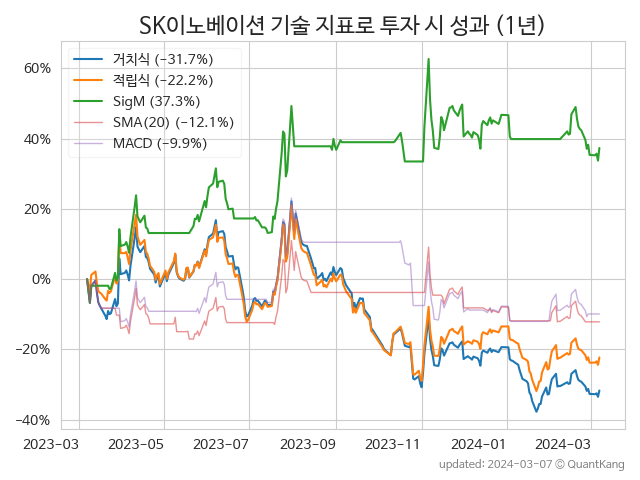 SK이노베이션 기술 지표로 투자 시 성과 (1년)
거치식 (−31.7%)
적립식 (−22.2%)
SigM (37.3%)
SMA(20) (−12.1%)
MACD (−9.9%)
60%
40%
20%
0%
−20%
−40%
2023-03 2023-05 2023-07 2023-09 2023-11 2024-01 2024-03
updated: 2024-03-07 © QuantKang